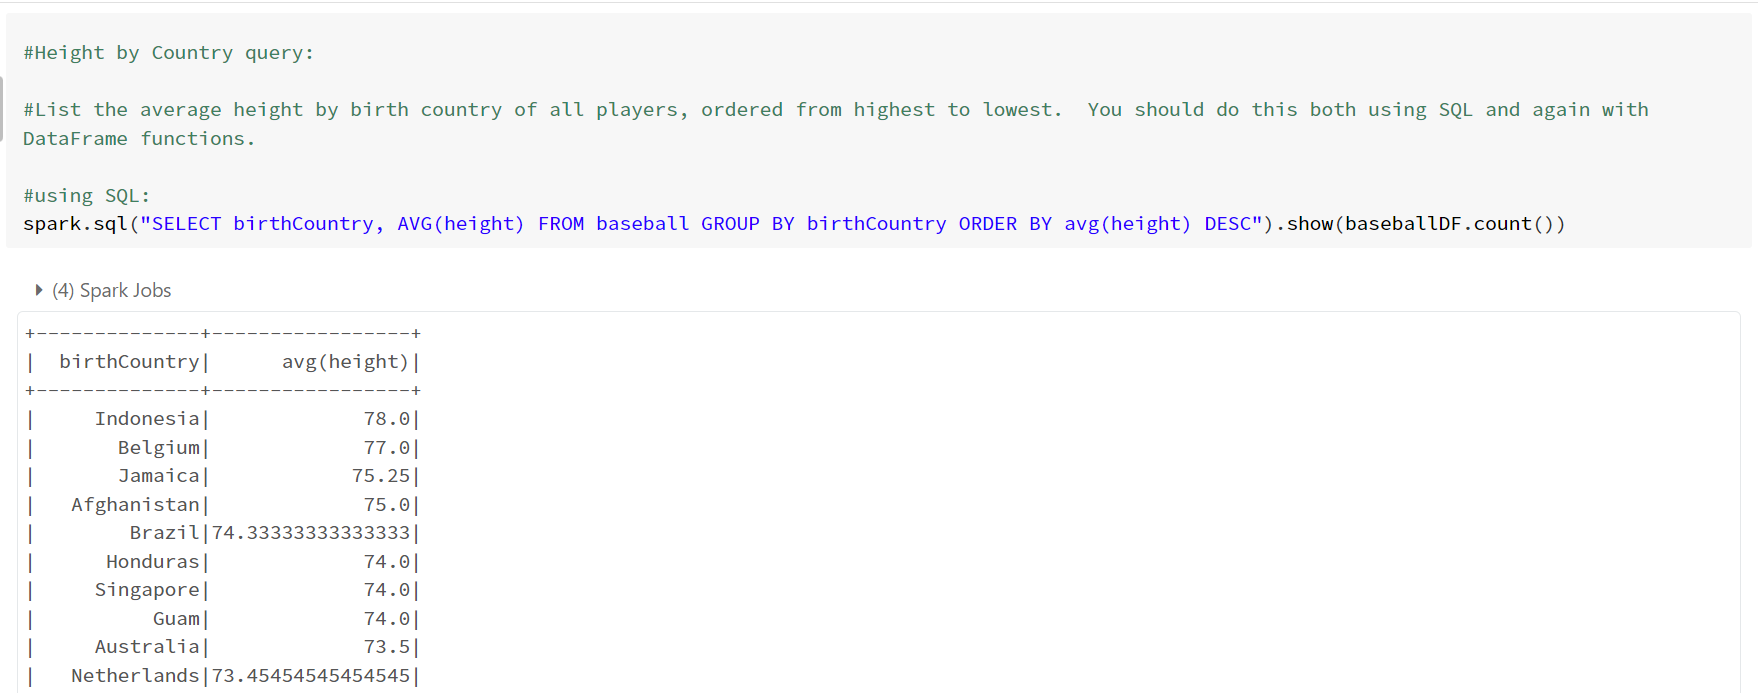 #Height by Country query:
#List the average height by birth country of all players, ordered from highest to lowest.  You should do this both using SQL and again with
DataFrame functions.
#using SQL:
spark.sql("SELECT birthCountry, AVG(height) FROM baseball GROUP BY birthCountry ORDER BY avg(height) DESC").show(baseballDF.count())
(4) Spark Jobs
+--------------+-----------------+
|  birthCountry|      avg(height)|
+--------------+-----------------+
|     Indonesia|             78.0|
|       Belgium|             77.0|
|       Jamaica|            75.25|
|   Afghanistan|             75.0|
|        Brazil|74.33333333333333|
|      Honduras|             74.0|
|     Singapore|             74.0|
|          Guam|             74.0|
|     Australia|             73.5|
|   Netherlands|73.45454545454545|